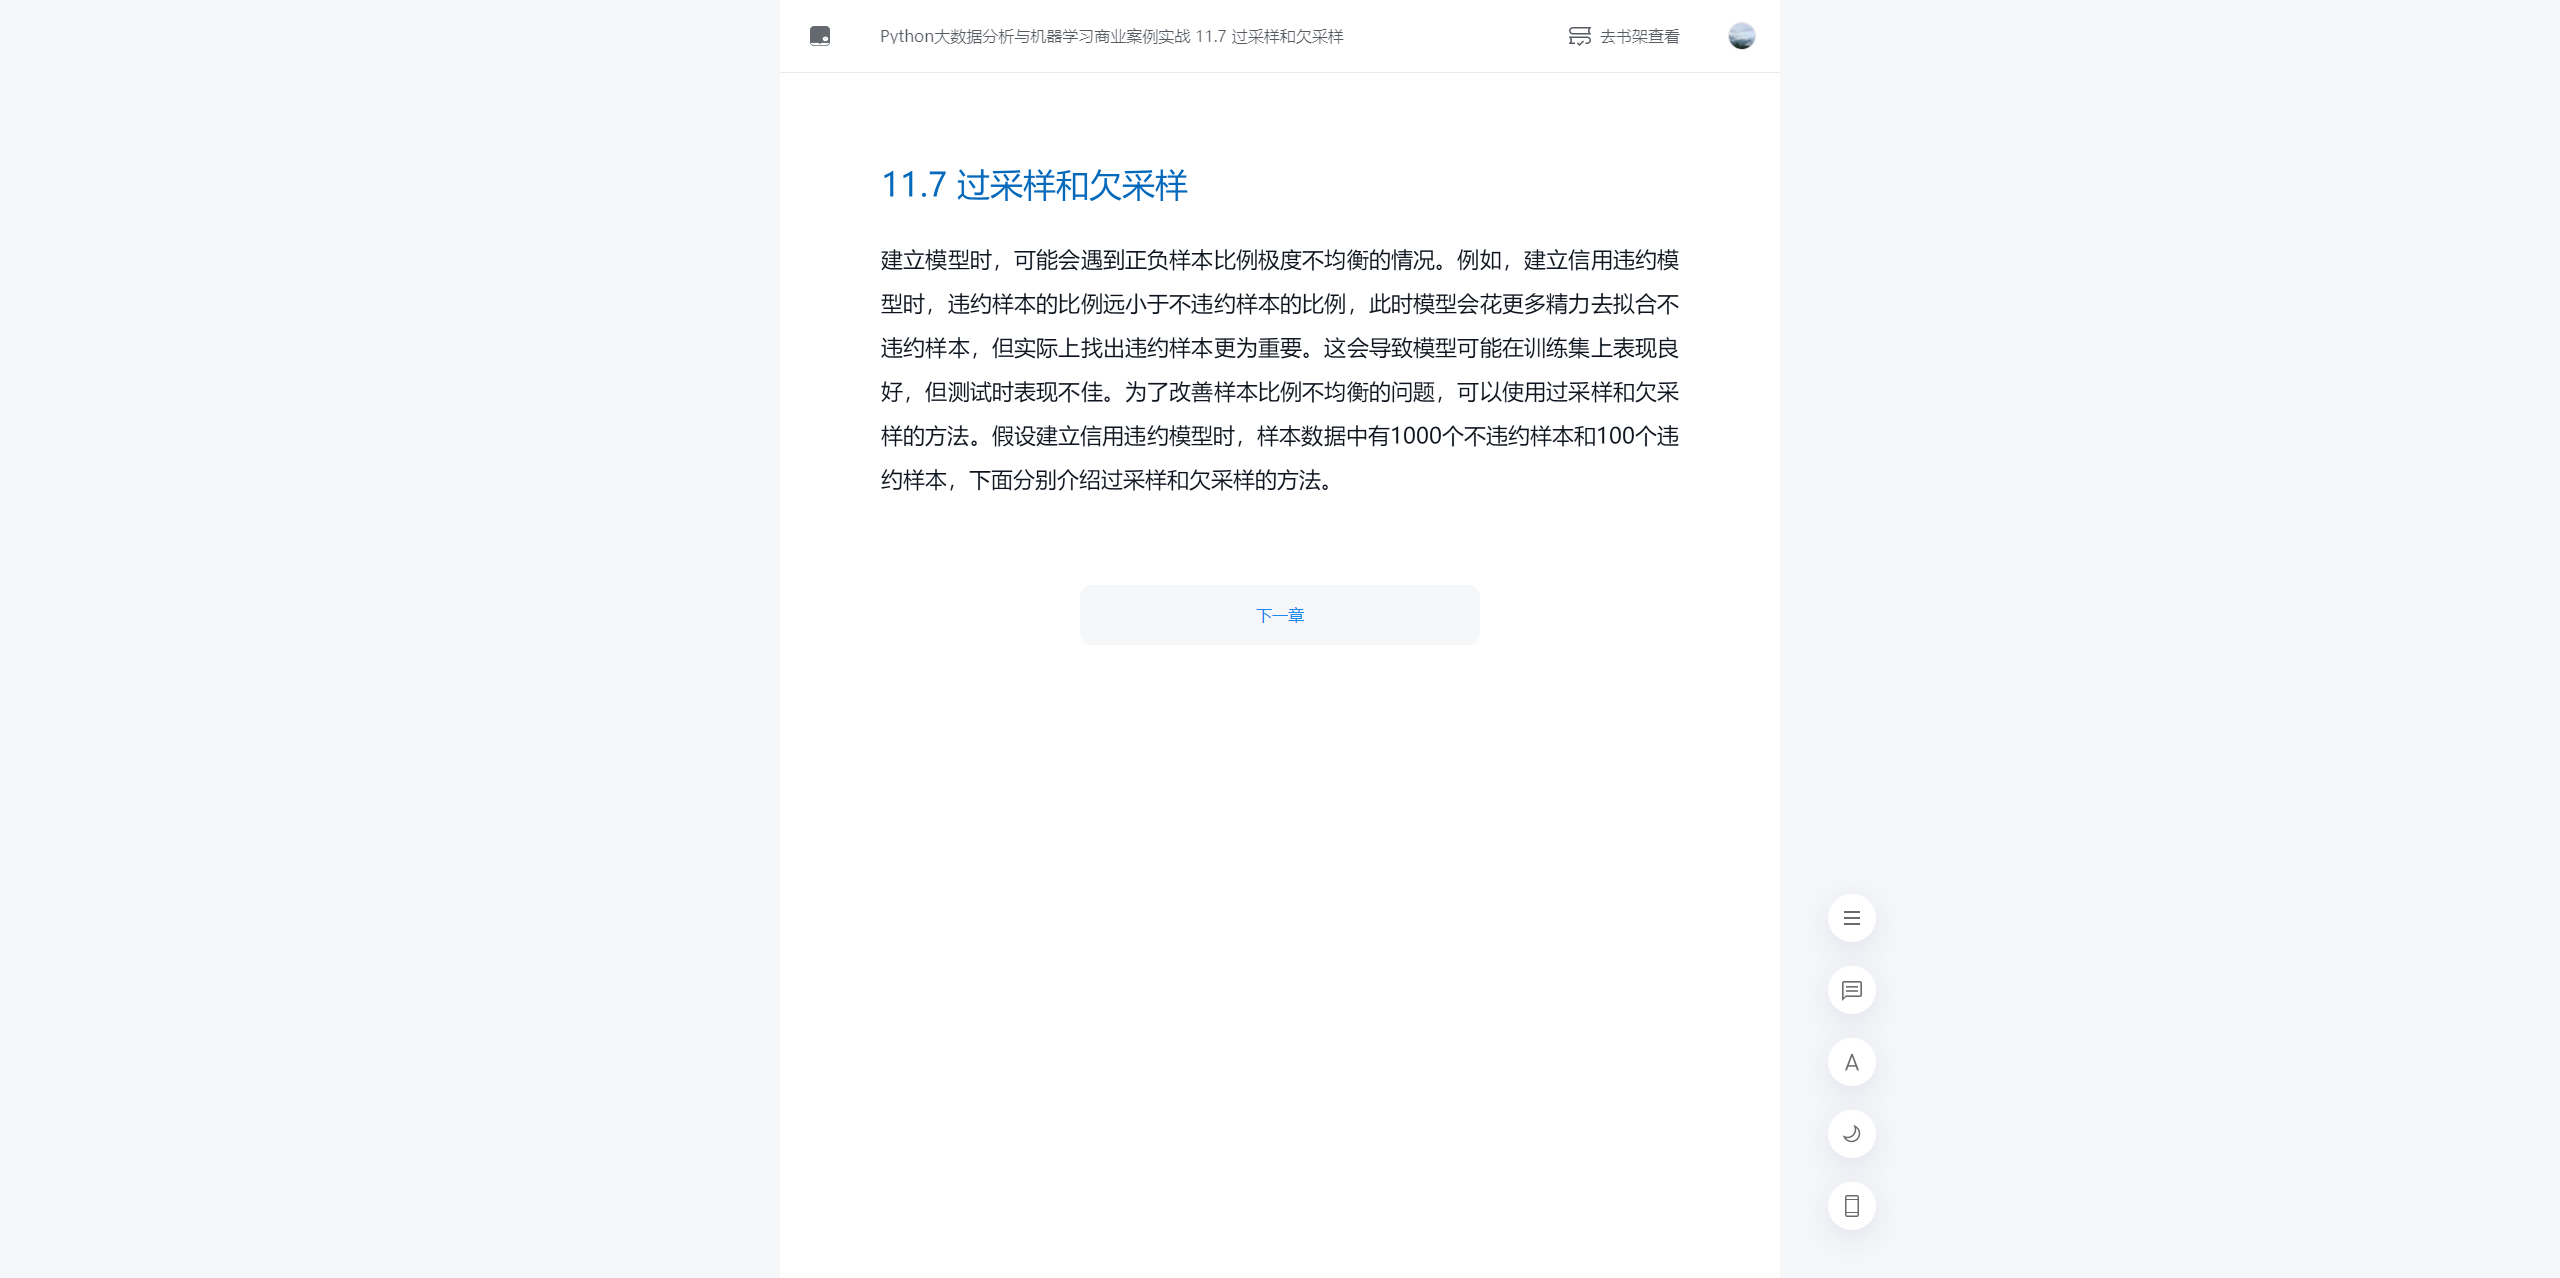 Python大数据分析与机器学习商业案例实战 11.7 过采样和欠采样
去书架查看
11.7 过采样和欠采样
建立模型时，可能会遇到正负样本比例极度不均衡的情况。例如，建立信用违约模
型时，违约样本的比例远小于不违约样本的比例，此时模型会花更多精力去拟合不
违约样本，但实际上找出违约样本更为重要。这会导致模型可能在训练集上表现良
好，但测试时表现不佳。为了改善样本比例不均衡的问题，可以使用过采样和欠采
样的方法。假设建立信用违约模型时，样本数据中有1000个不违约样本和100个违
约样本，下面分别介绍过采样和欠采样的方法。
下一章
A